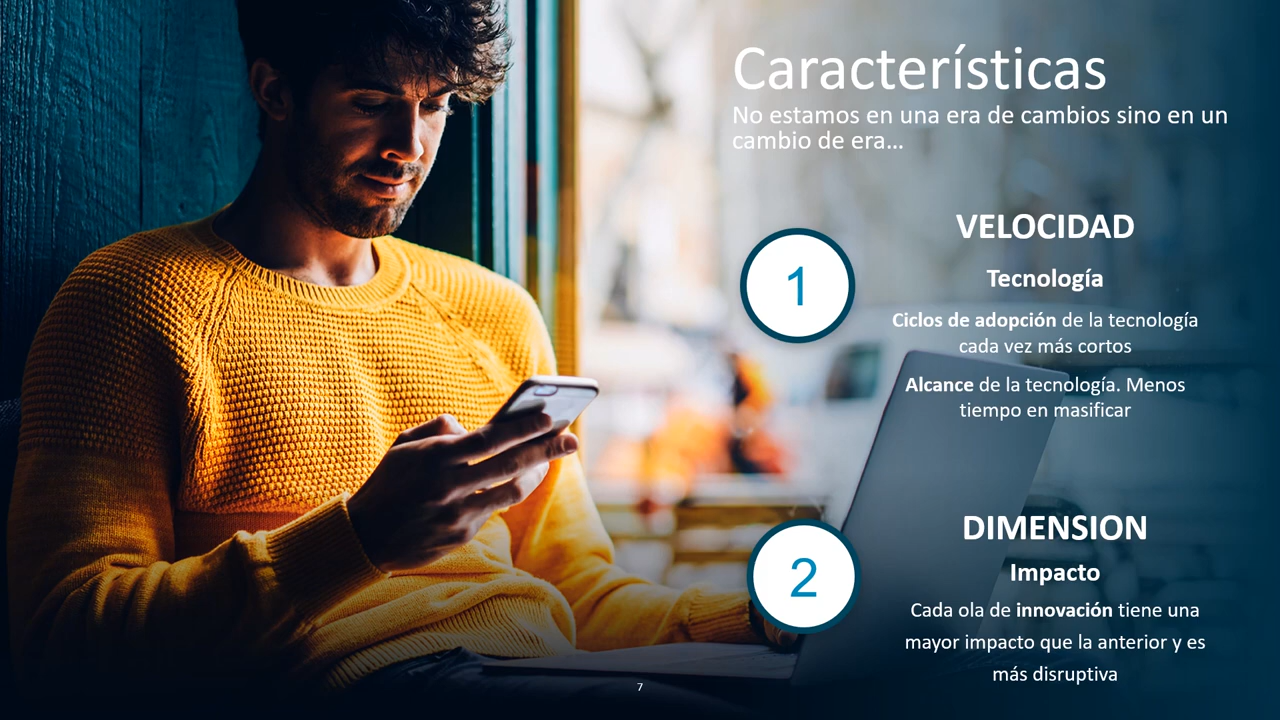 Características
No estamos en una era de cambios sino en un
cambio de era...
1
VELOCIDAD
Tecnología
Ciclos de adopción de la tecnología
cada vez más cortos
Alcance de la tecnología. Menos
tiempo en masificar
2
DIMENSION
Impacto
Cada ola de innovación tiene una
mayor impacto que la anterior y es
más disruptiva
7